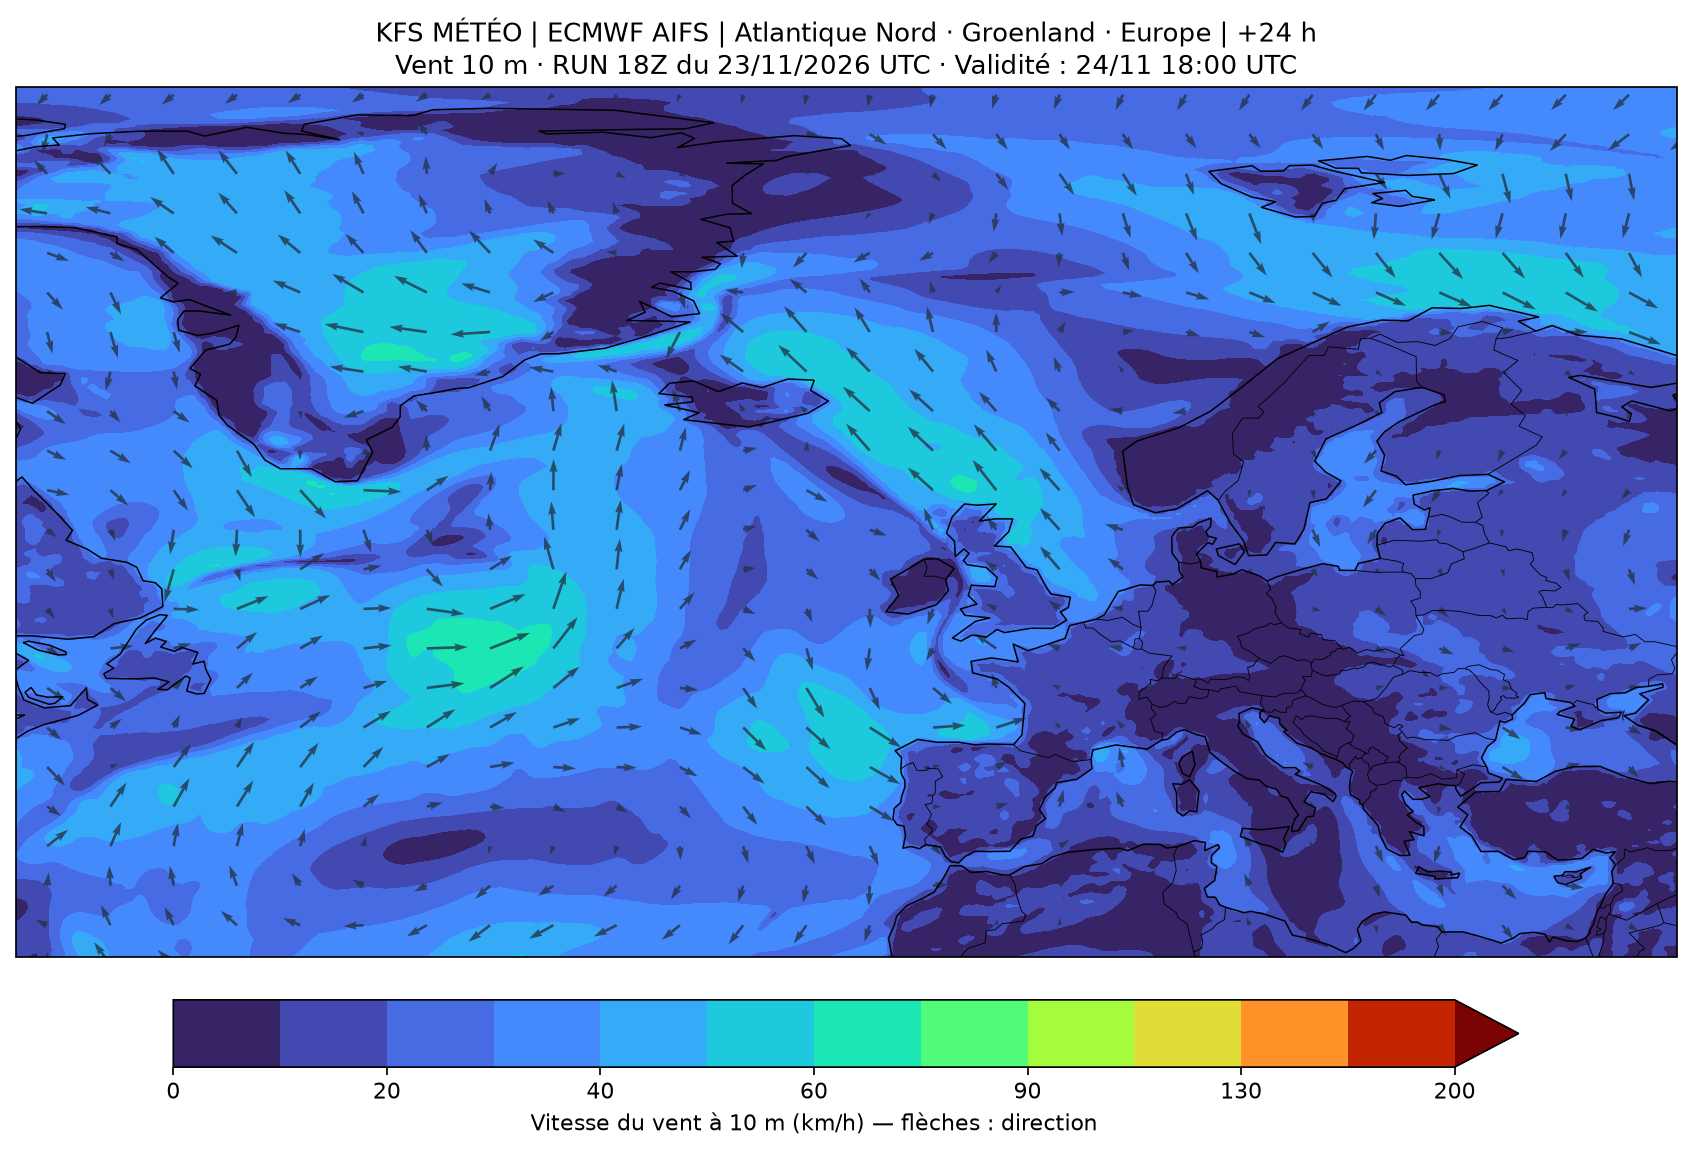 KFS MÉTÉO | ECMWF AIFS | Atlantique Nord · Groenland · Europe | +24 h
Vent 10 m · RUN 18Z du 23/11/2026 UTC · Validité : 24/11 18:00 UTC
0 20 40 60 90 130 200
Vitesse du vent à 10 m (km/h) — flèches : direction